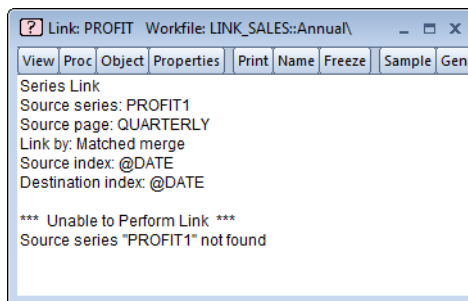 ? Link: PROFIT Workfile: LINK_SALES::Annual\
View Proc Object Properties Print Name Freeze Sample Gen
Series Link
Source series: PROFIT1
Source page: QUARTERLY
Link by: Matched merge
Source index: @DATE
Destination index: @DATE
*** Unable to Perform Link ***
Source series "PROFIT1" not found